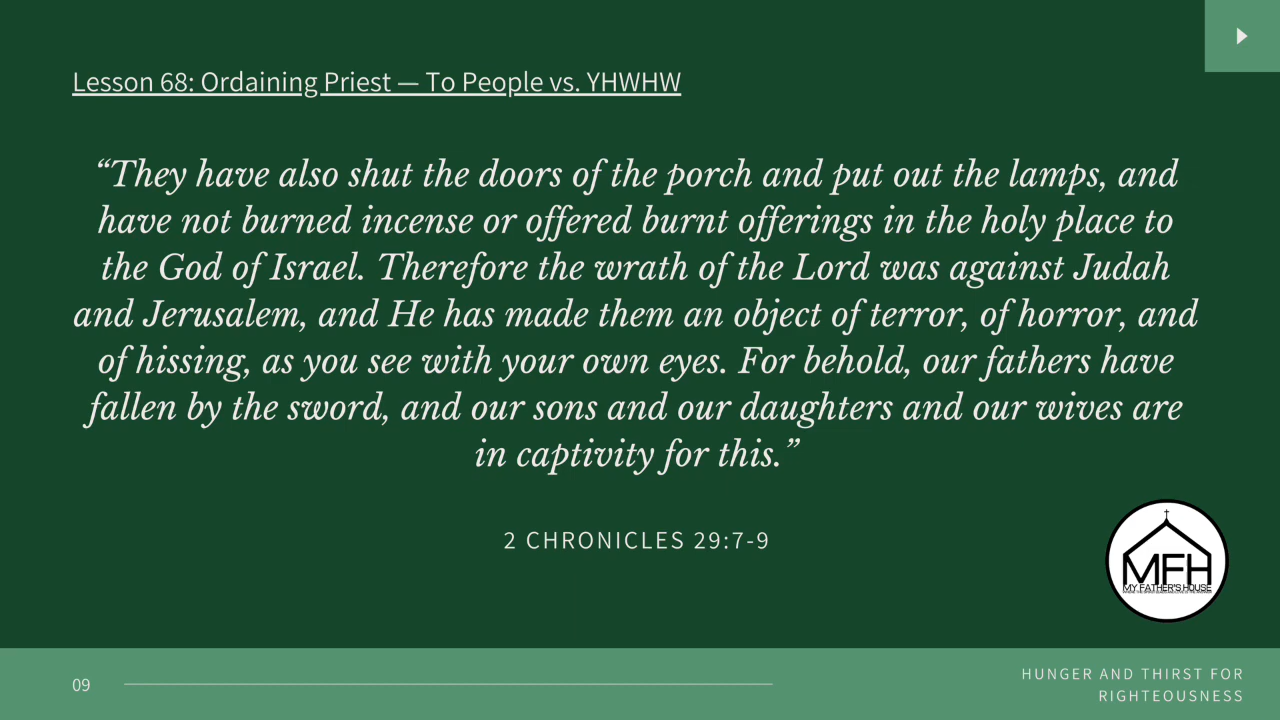 Lesson 68: Ordaining Priest — To People vs. YHWHW
“They have also shut the doors of the porch and put out the lamps, and
have not burned incense or offered burnt offerings in the holy place to
the God of Israel. Therefore the wrath of the Lord was against Judah
and Jerusalem, and He has made them an object of terror, of horror, and
of hissing, as you see with your own eyes. For behold, our fathers have
fallen by the sword, and our sons and our daughters and our wives are
in captivity for this.”
2 CHRONICLES 29:7-9
MFH
MY FATHER'S HOUSE
09
HUNGER AND THIRST FOR
RIGHTEOUSNESS